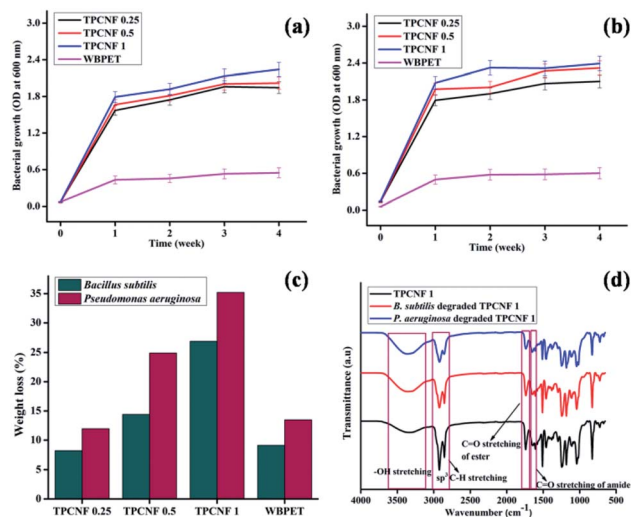 (a)
TPCNF 0.25
TPCNF 0.5
TPCNF 1
WBPET
Bacterial growth (OD at 600 nm)
3.0
2.4
1.8
1.2
0.6
0.0
0 1 2 3 4
Time (week)
(b)
TPCNF 0.25
TPCNF 0.5
TPCNF 1
WBPET
Bacterial growth (OD at 600 nm)
3.0
2.4
1.8
1.2
0.6
0.0
0 1 2 3 4
Time (week)
(c)
Bacillus subtilis
Pseudomonas aeruginosa
Weight loss (%)
35
30
25
20
15
10
5
0
TPCNF 0.25 TPCNF 0.5 TPCNF 1 WBPET
(d)
TPCNF 1
B. subtilis degraded TPCNF 1
P. aeruginosa degraded TPCNF 1
Transmittance (a.u)
C=O stretching
of ester
-OH stretching
sp³ C-H stretching
C=O stretching of amide
4000 3000 2000 1000
Wavenumber (cm⁻¹)